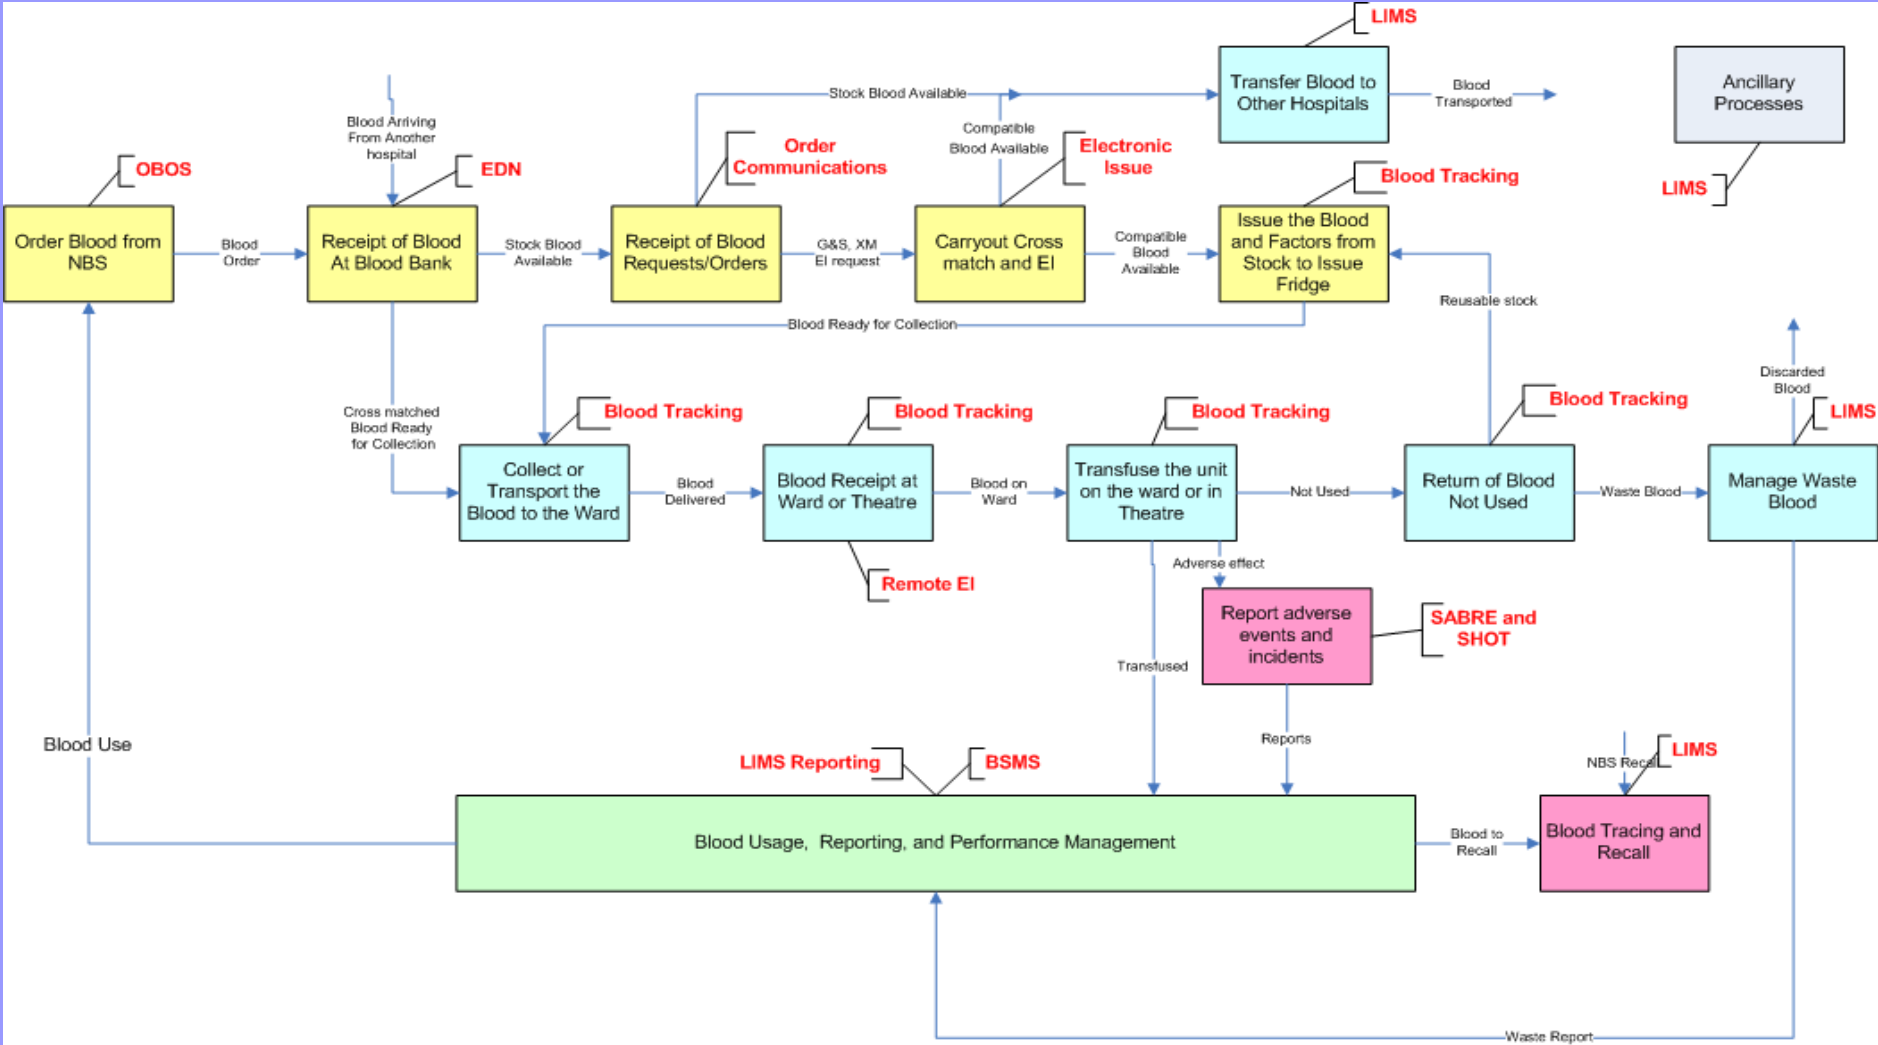 LIMS
Transfer Blood to
Other Hospitals
Blood
Transported
Ancillary
Processes
LIMS
Stock Blood Available
Compatible
Blood Available
Blood Arriving
From Another
hospital
OBOS
EDN
Order
Communications
Electronic
Issue
Blood Tracking
Order Blood from
NBS
Blood
Order
Receipt of Blood
At Blood Bank
Stock Blood
Available
Receipt of Blood
Requests/Orders
G&S, XM
EI request
Carryout Cross
match and EI
Compatible
Blood
Available
Issue the Blood
and Factors from
Stock to Issue
Fridge
Reusable stock
Blood Ready for Collection
Discarded
Blood
Cross matched
Blood Ready
for Collection
Blood Tracking
Blood Tracking
Blood Tracking
Blood Tracking
LIMS
Collect or
Transport the
Blood to the Ward
Blood
Delivered
Blood Receipt at
Ward or Theatre
Blood on
Ward
Transfuse the unit
on the ward or in
Theatre
Not Used
Return of Blood
Not Used
Waste Blood
Manage Waste
Blood
Remote EI
Adverse effect
Report adverse
events and
incidents
SABRE and
SHOT
Transfused
Reports
Blood Use
LIMS Reporting
BSMS
NBS Recall
LIMS
Blood Usage, Reporting, and Performance Management
Blood to
Recall
Blood Tracing and
Recall
Waste Report